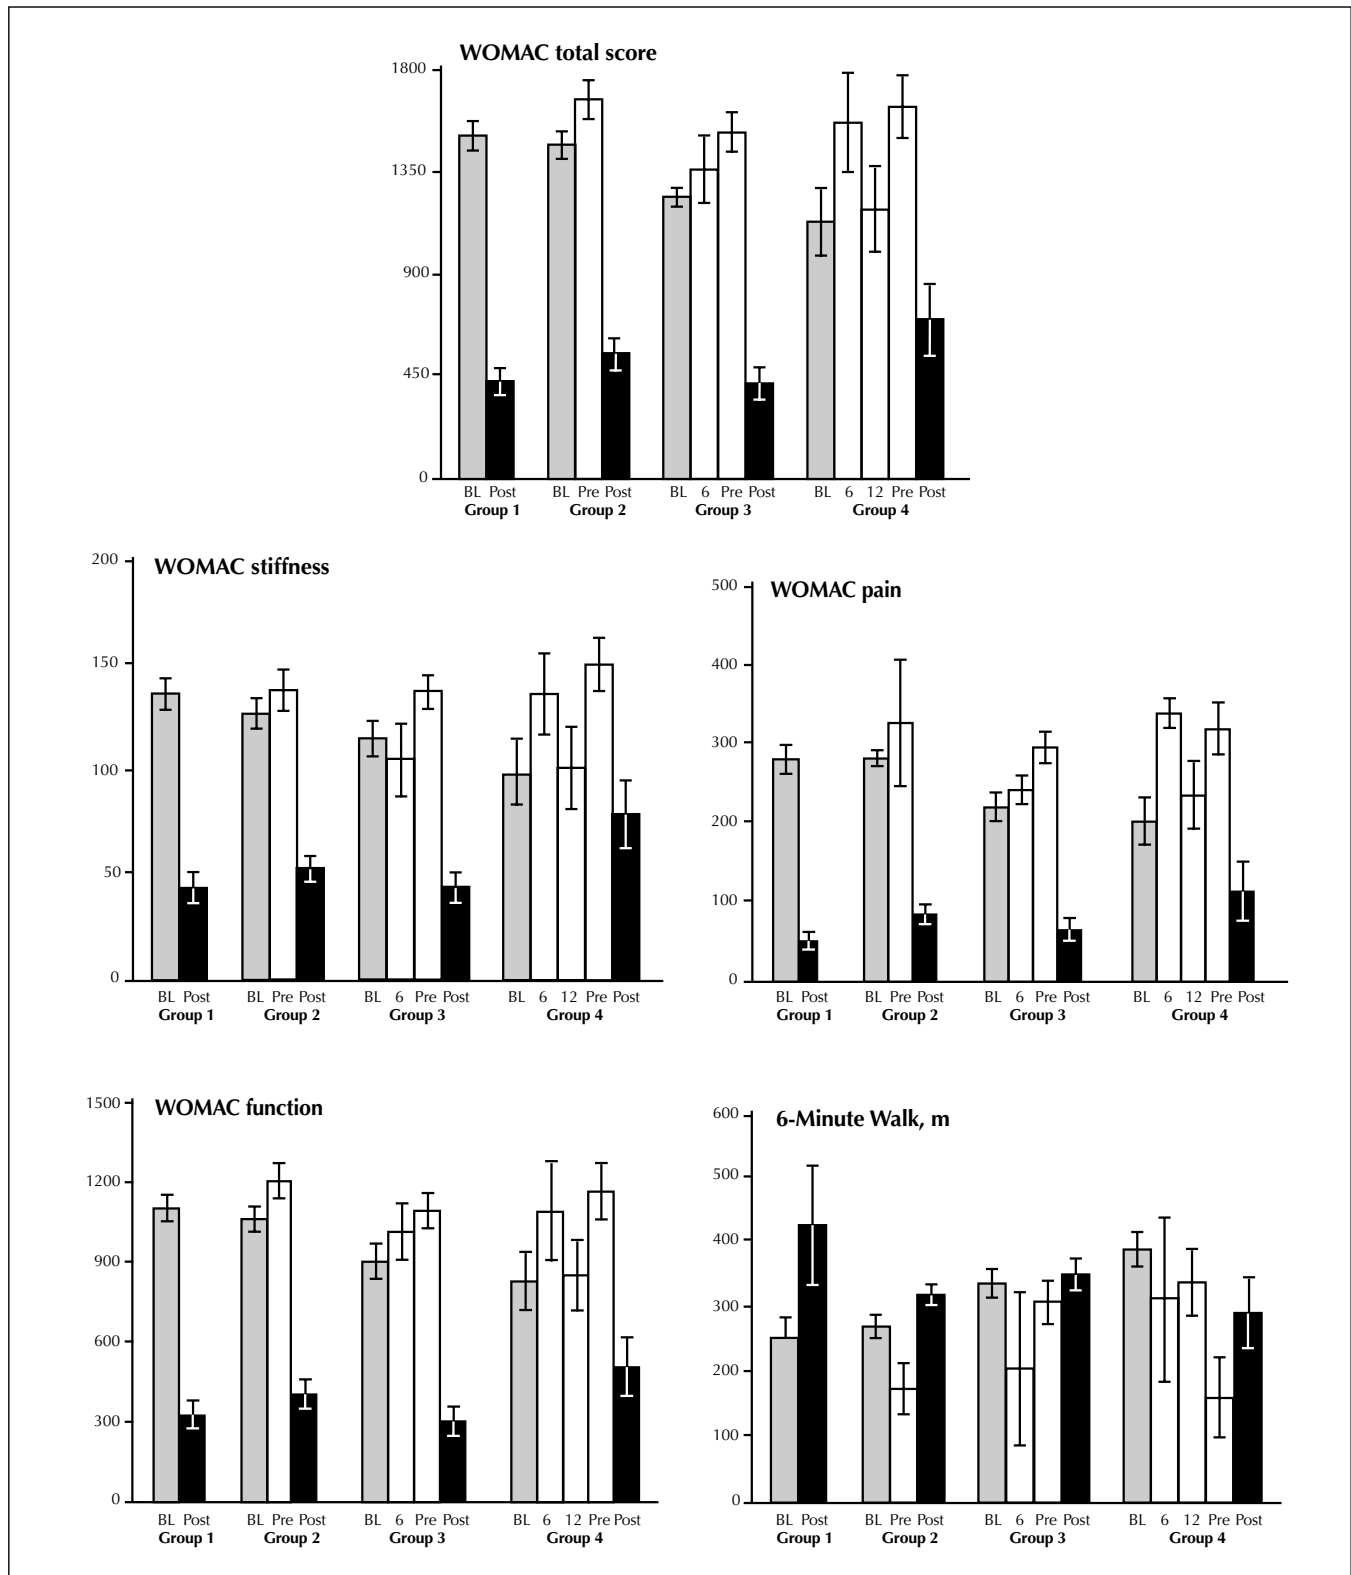 WOMAC total score
1800
1350
900
450
0
BL Post BL Pre Post BL 6 Pre Post BL 6 12 Pre Post
Group 1 Group 2 Group 3 Group 4
WOMAC stiffness
200
150
100
50
0
BL Post BL Pre Post BL 6 Pre Post BL 6 12 Pre Post
Group 1 Group 2 Group 3 Group 4
WOMAC pain
500
400
300
200
100
0
BL Post BL Pre Post BL 6 Pre Post BL 6 12 Pre Post
Group 1 Group 2 Group 3 Group 4
WOMAC function
1500
1200
900
600
300
0
BL Post BL Pre Post BL 6 Pre Post BL 6 12 Pre Post
Group 1 Group 2 Group 3 Group 4
6-Minute Walk, m
600
500
400
300
200
100
0
BL Post BL Pre Post BL 6 Pre Post BL 6 12 Pre Post
Group 1 Group 2 Group 3 Group 4